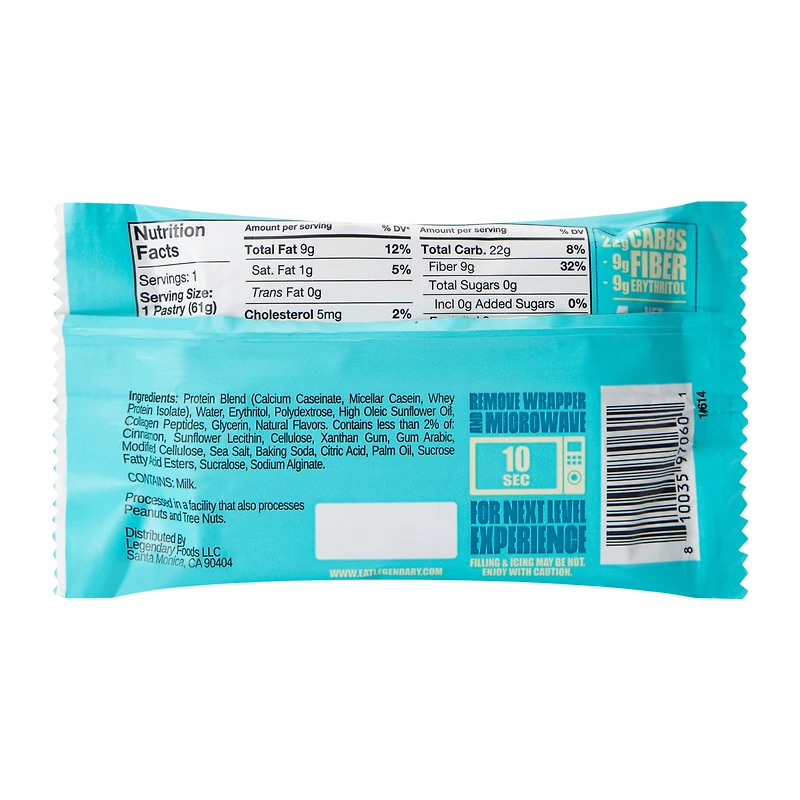 Nutrition
Facts
Servings: 1
Serving Size:
1 Pastry (61g)
Amount per serving % DV*
Total Fat 9g 12%
Sat. Fat 1g 5%
Trans Fat 0g
Cholesterol 5mg 2%
Amount per serving % DV
Total Carb. 22g 8%
Fiber 9g 32%
Total Sugars 0g
Incl 0g Added Sugars 0%
22g CARBS
- 9g FIBER
- 9g ERYTHRITOL
NET
Ingredients: Protein Blend (Calcium Caseinate, Micellar Casein, Whey
Protein Isolate), Water, Erythritol, Polydextrose, High Oleic Sunflower Oil,
Collagen Peptides, Glycerin, Natural Flavors. Contains less than 2% of:
Cinnamon, Sunflower Lecithin, Cellulose, Xanthan Gum, Gum Arabic,
Modified Cellulose, Sea Salt, Baking Soda, Citric Acid, Palm Oil, Sucrose
Fatty Acid Esters, Sucralose, Sodium Alginate.
CONTAINS: Milk.
Processed in a facility that also processes
Peanuts and Tree Nuts.
Distributed By
Legendary Foods LLC
Santa Monica, CA 90404
WWW.EATLEGENDARY.COM
REMOVE WRAPPER
AND MICROWAVE
10
SEC
FOR NEXT LEVEL
EXPERIENCE
FILLING & ICING MAY BE HOT.
ENJOY WITH CAUTION.
8 10035 97060 1